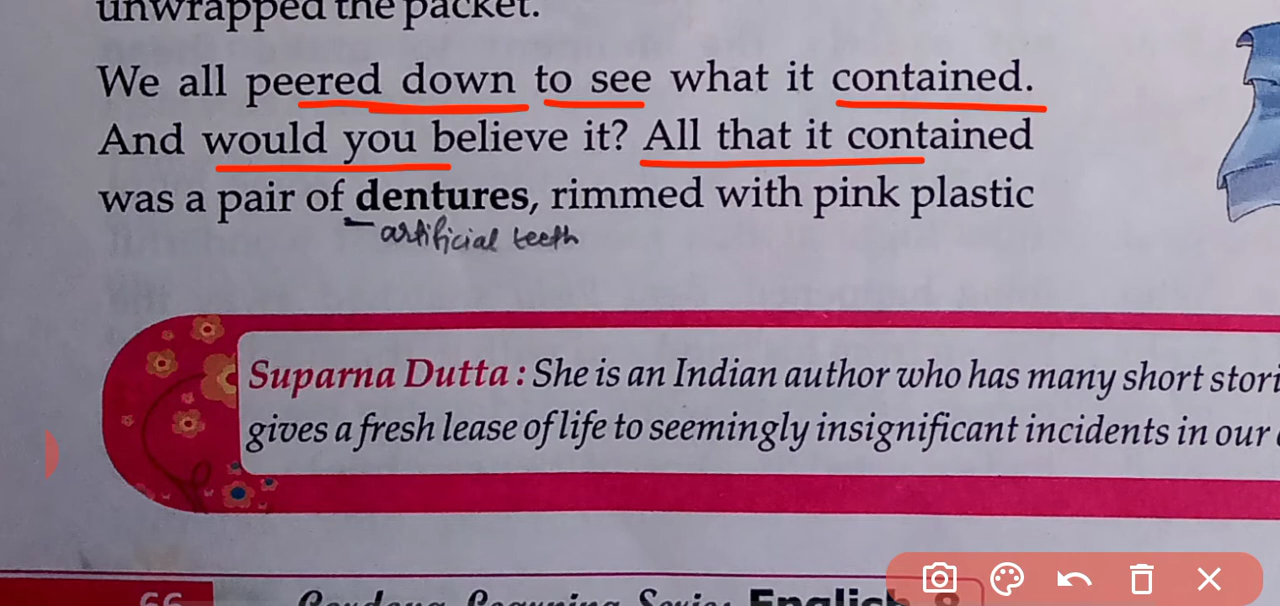 unwrapped the packet.
We all peered down to see what it contained.
And would you believe it? All that it contained
was a pair of dentures, rimmed with pink plastic
artificial teeth
Suparna Dutta : She is an Indian author who has many short stori
gives a fresh lease of life to seemingly insignificant incidents in our
66
English 8